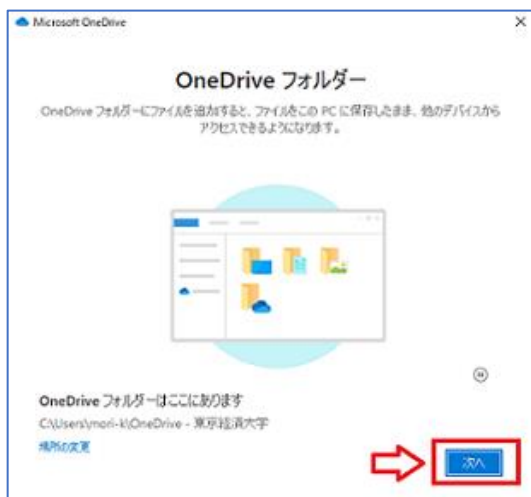 Microsoft OneDrive
OneDrive フォルダー
OneDrive フォルダーにファイルを追加すると、ファイルをこの PC に保存したまま、他のデバイスから
アクセスできるようになります。
OneDrive フォルダーはここにあります
C:\Users\mori-k\OneDrive - 東京経済大学
場所の変更
次へ